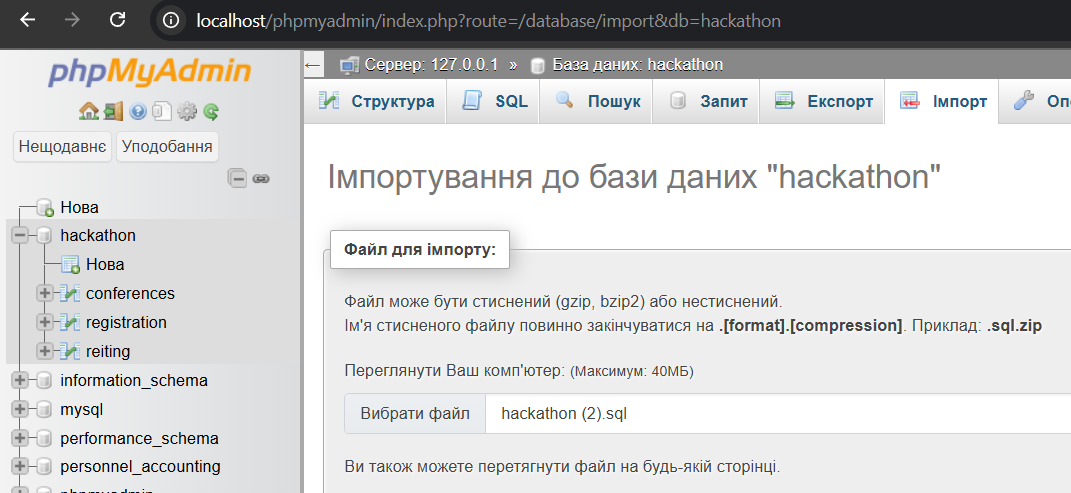 localhost/phpmyadmin/index.php?route=/database/import&db=hackathon
phpMyAdmin
Нещодавнє Уподобання
Нова
hackathon
Нова
conferences
registration
reiting
information_schema
mysql
performance_schema
personnel_accounting
phpmyadmin
Сервер: 127.0.0.1 » База даних: hackathon
Структура SQL Пошук Запит Експорт Імпорт
Імпортування до бази даних "hackathon"
Файл для імпорту:
Файл може бути стиснений (gzip, bzip2) або нестиснений.
Ім'я стисненого файлу повинно закінчуватися на .[format].[compression]. Приклад: .sql.zip
Переглянути Ваш комп'ютер: (Максимум: 40МБ)
Вибрати файл hackathon (2).sql
Ви також можете перетягнути файл на будь-якій сторінці.